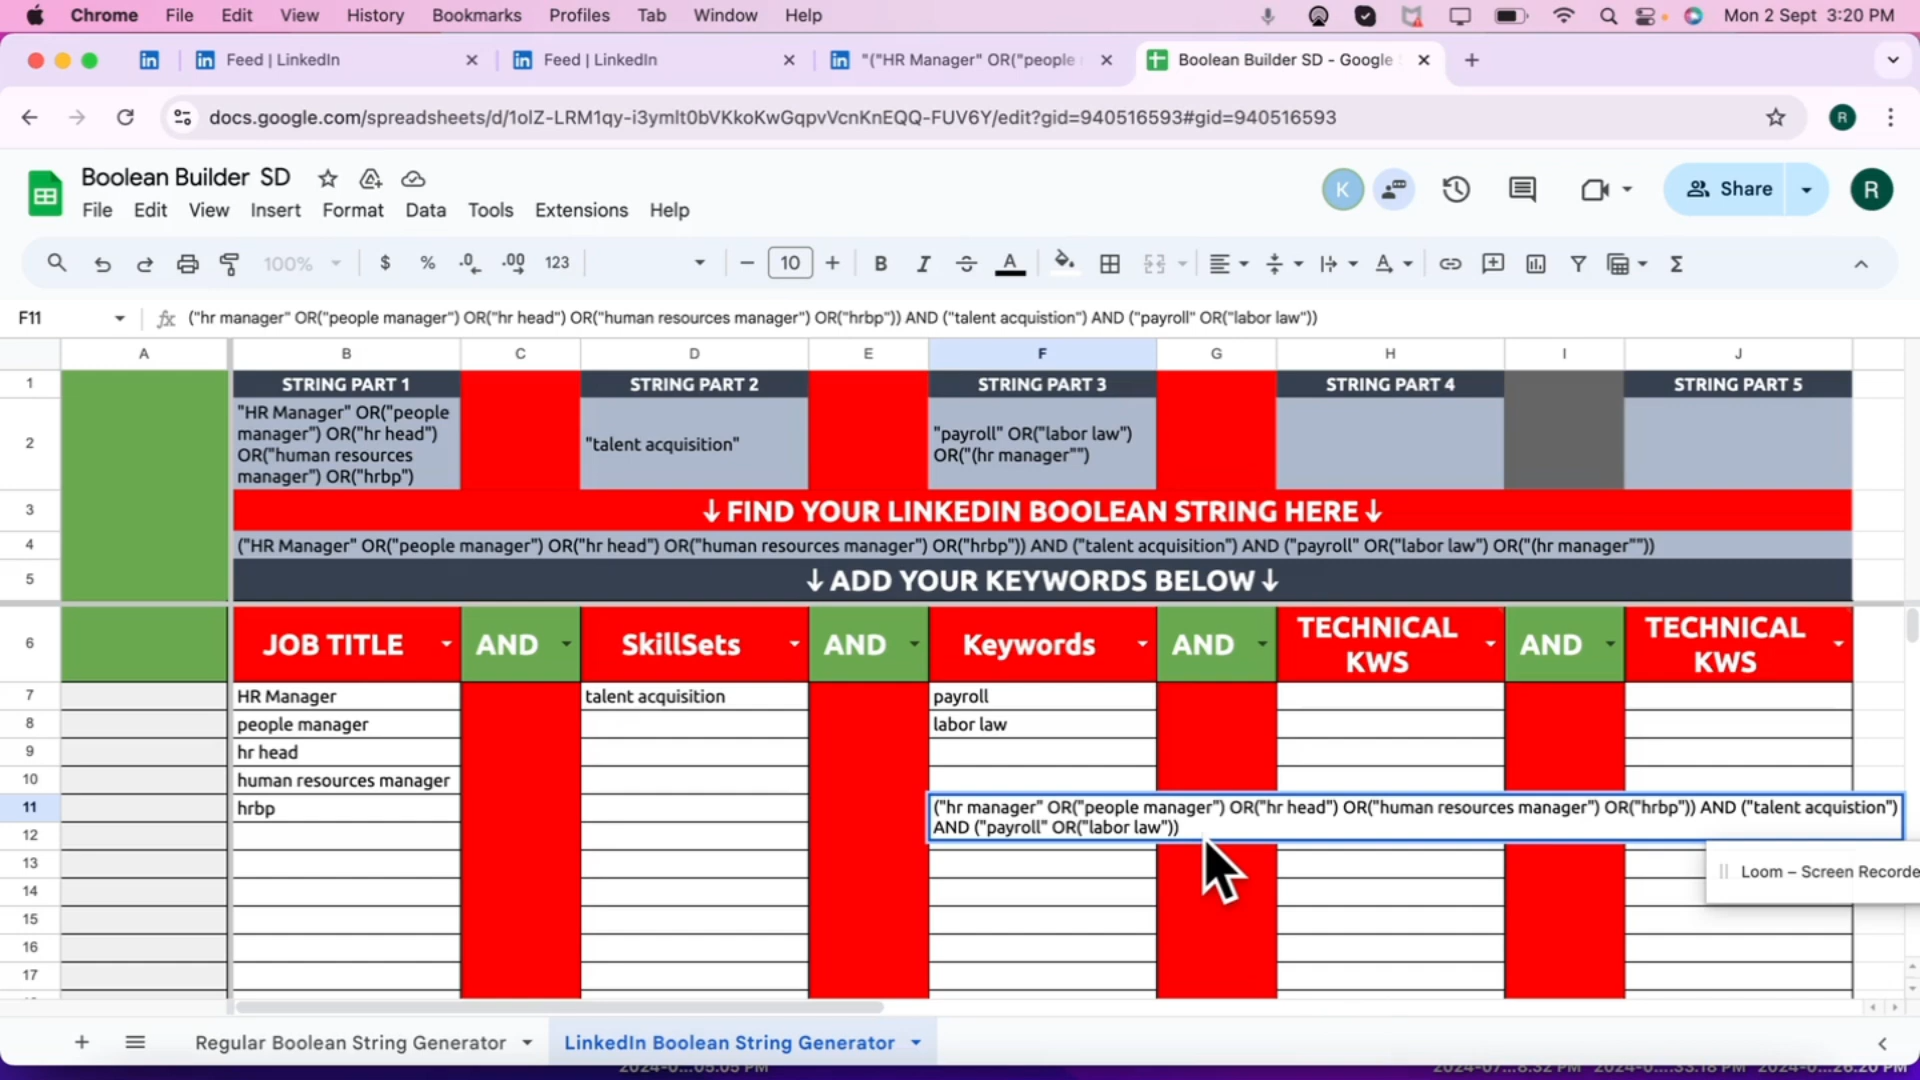 Chrome File Edit View History Bookmarks Profiles Tab Window Help Mon 2 Sept 3:20 PM
Feed | LinkedIn Feed | LinkedIn "("HR Manager" OR("people Boolean Builder SD - Google
docs.google.com/spreadsheets/d/1olZ-LRM1qy-i3ymlt0bVKkoKwGqpvVcnKnEQQ-FUV6Y/edit?gid=940516593#gid=940516593 R
Boolean Builder SD
K Share R
File Edit View Insert Format Data Tools Extensions Help
100% $ % .0 .00 123 10 B I A
F11 fx ("hr manager" OR("people manager") OR("hr head") OR("human resources manager") OR("hrbp")) AND ("talent acquistion") AND ("payroll" OR("labor law"))
A B C D E F G H I J
1 STRING PART 1 STRING PART 2 STRING PART 3 STRING PART 4 STRING PART 5
2
"HR Manager" OR("people
manager") OR("hr head")
OR("human resources
manager") OR("hrbp")
"talent acquisition"
"payroll" OR("labor law")
OR("(hr manager"")
3 ↓ FIND YOUR LINKEDIN BOOLEAN STRING HERE ↓
4 ("HR Manager" OR("people manager") OR("hr head") OR("human resources manager") OR("hrbp")) AND ("talent acquisition") AND ("payroll" OR("labor law") OR("(hr manager""))
5 ↓ ADD YOUR KEYWORDS BELOW ↓
6 JOB TITLE AND SkillSets AND Keywords AND
TECHNICAL
KWS
AND
TECHNICAL
KWS
7 HR Manager talent acquisition payroll
8 people manager labor law
9 hr head
10 human resources manager
11 hrbp
("hr manager" OR("people manager") OR("hr head") OR("human resources manager") OR("hrbp")) AND ("talent acquistion")
AND ("payroll" OR("labor law"))
12
13
Loom – Screen Recorde
14
15
16
17
Regular Boolean String Generator LinkedIn Boolean String Generator